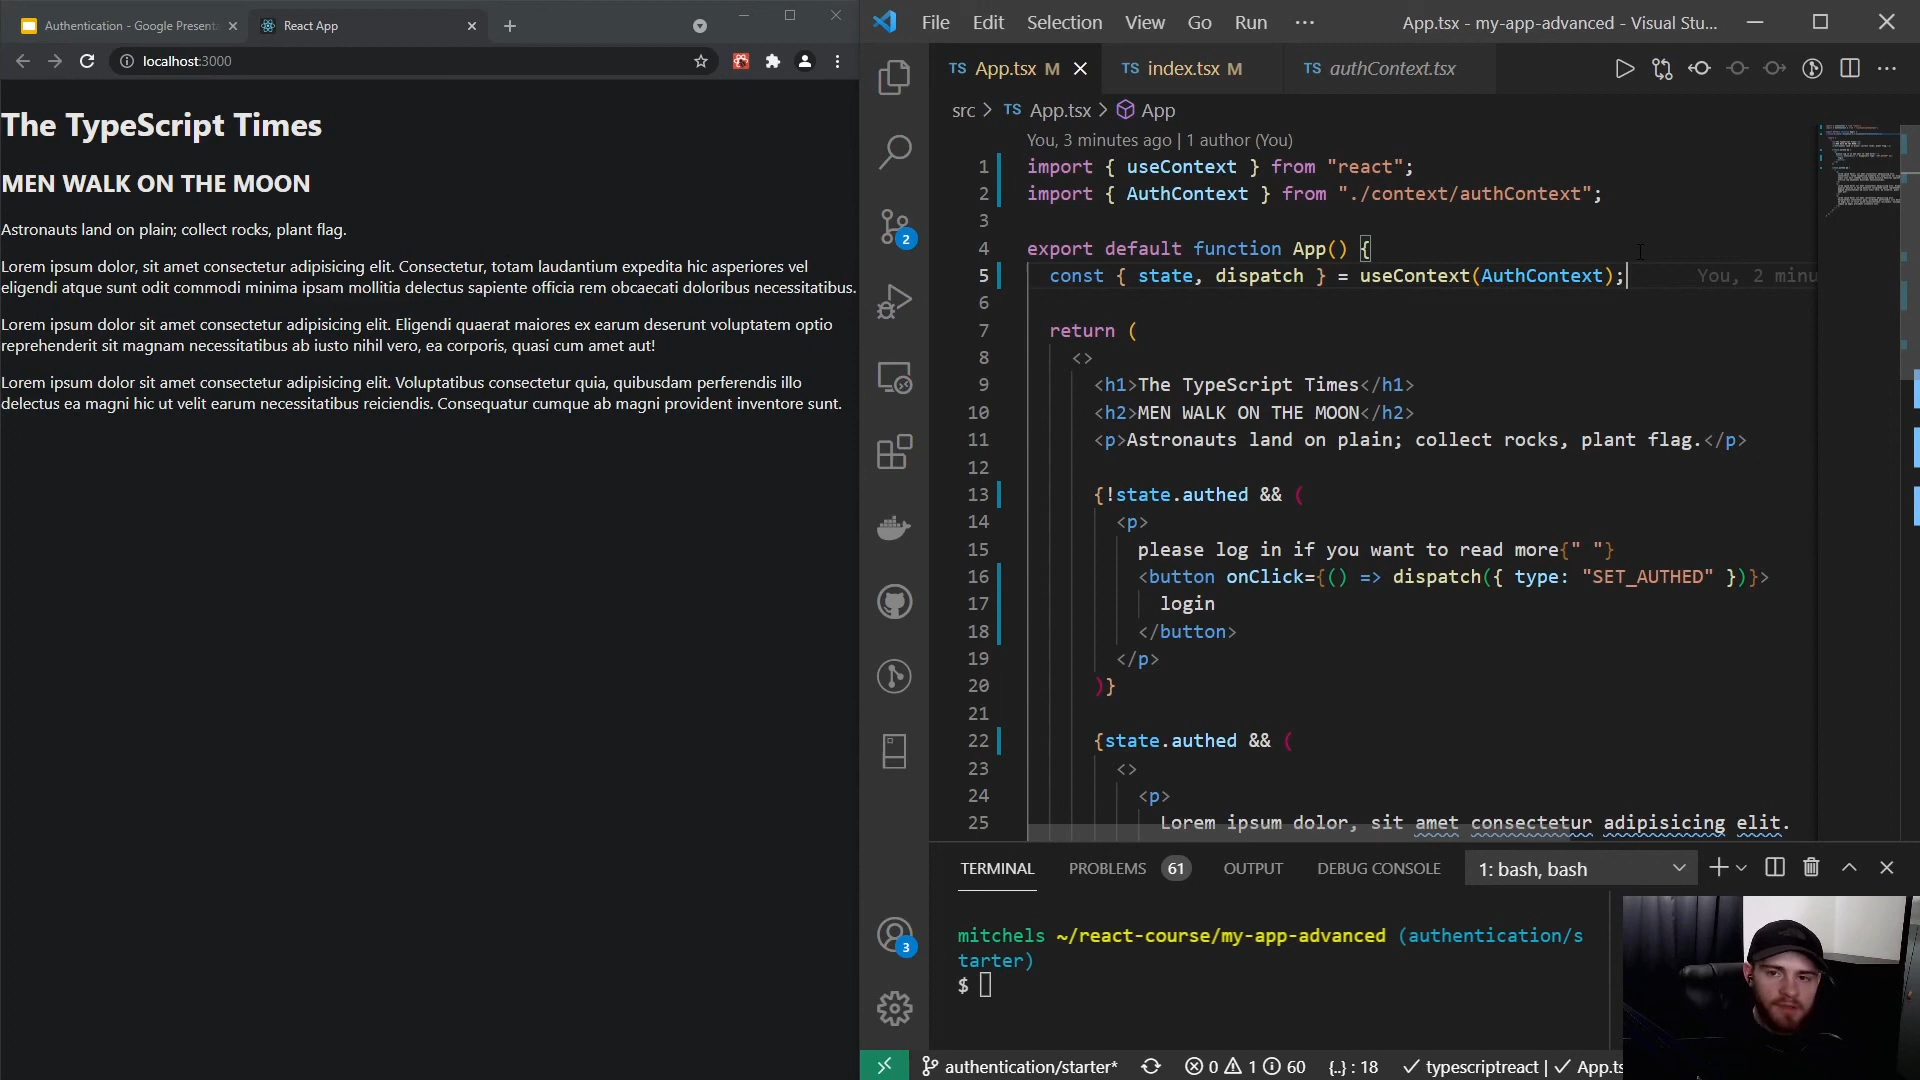 Authentication - Google Present
React App
localhost:3000
The TypeScript Times
MEN WALK ON THE MOON
Astronauts land on plain; collect rocks, plant flag.
Lorem ipsum dolor, sit amet consectetur adipisicing elit. Consectetur, totam laudantium expedita hic asperiores vel
eligendi atque sunt odit commodi minima ipsam mollitia delectus sapiente officia rem obcaecati doloribus necessitatibus.
Lorem ipsum dolor sit amet consectetur adipisicing elit. Eligendi quaerat maiores ex earum deserunt voluptatem optio
reprehenderit sit magnam necessitatibus ab iusto nihil vero, ea corporis, quasi cum amet aut!
Lorem ipsum dolor sit amet consectetur adipisicing elit. Voluptatibus consectetur quia, quibusdam perferendis illo
delectus ea magni hic ut velit earum necessitatibus reiciendis. Consequatur cumque ab magni provident inventore sunt.
File Edit Selection View Go Run ··· App.tsx - my-app-advanced - Visual Stu...
TS App.tsx M TS index.tsx M TS authContext.tsx
src > TS App.tsx > App
You, 3 minutes ago | 1 author (You)
1 import { useContext } from "react";
2 import { AuthContext } from "./context/authContext";
3
4 export default function App() {
5 const { state, dispatch } = useContext(AuthContext); You, 2 minu
6
7 return (
8 <>
9 <h1>The TypeScript Times</h1>
10 <h2>MEN WALK ON THE MOON</h2>
11 <p>Astronauts land on plain; collect rocks, plant flag.</p>
12
13 {!state.authed && (
14 <p>
15 please log in if you want to read more{" "}
16 <button onClick={() => dispatch({ type: "SET_AUTHED" })}>
17 login
18 </button>
19 </p>
20 )}
21
22 {state.authed && (
23 <>
24 <p>
25 Lorem ipsum dolor, sit amet consectetur adipisicing elit.
2
TERMINAL PROBLEMS 61 OUTPUT DEBUG CONSOLE 1: bash, bash
mitchels ~/react-course/my-app-advanced (authentication/s
tarter)
$
3
authentication/starter* 0 1 60 {..} : 18 ✓ typescriptreact | ✓ App.ts